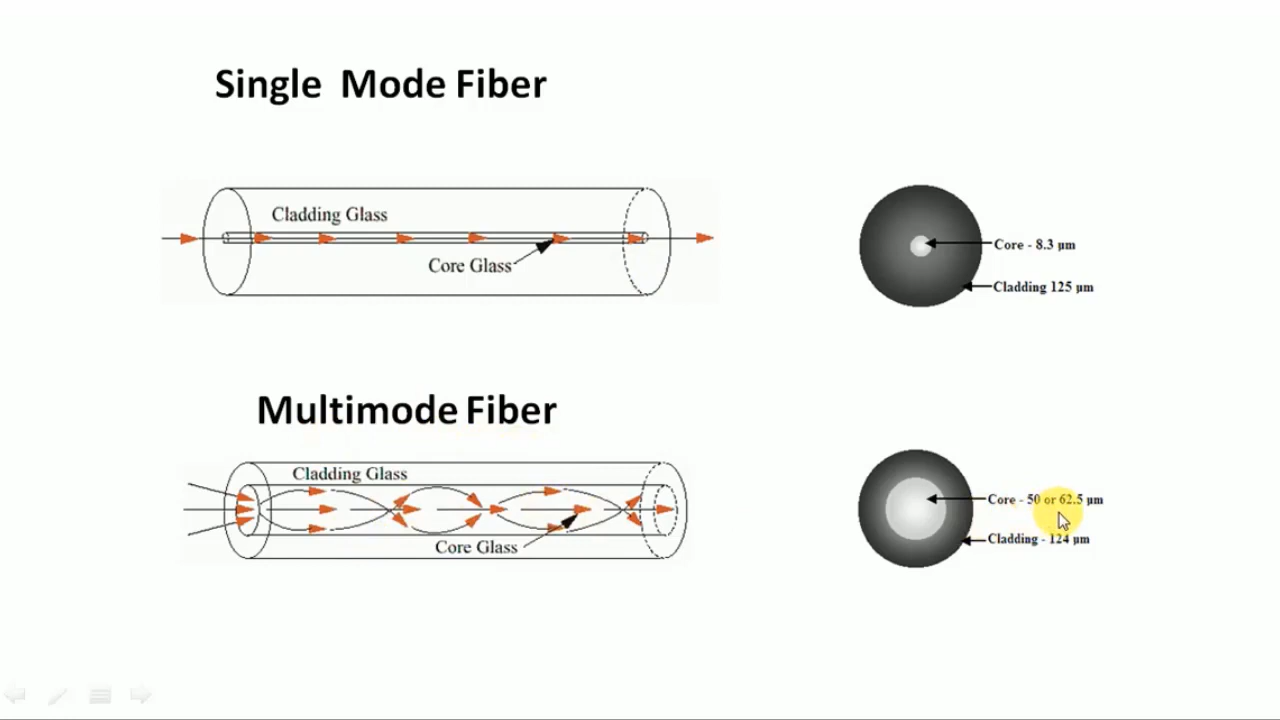 Single Mode Fiber
Cladding Glass
Core Glass
Core - 8.3 µm
Cladding 125 µm
Multimode Fiber
Cladding Glass
Core Glass
Core - 50 or 62.5 µm
Cladding - 124 µm